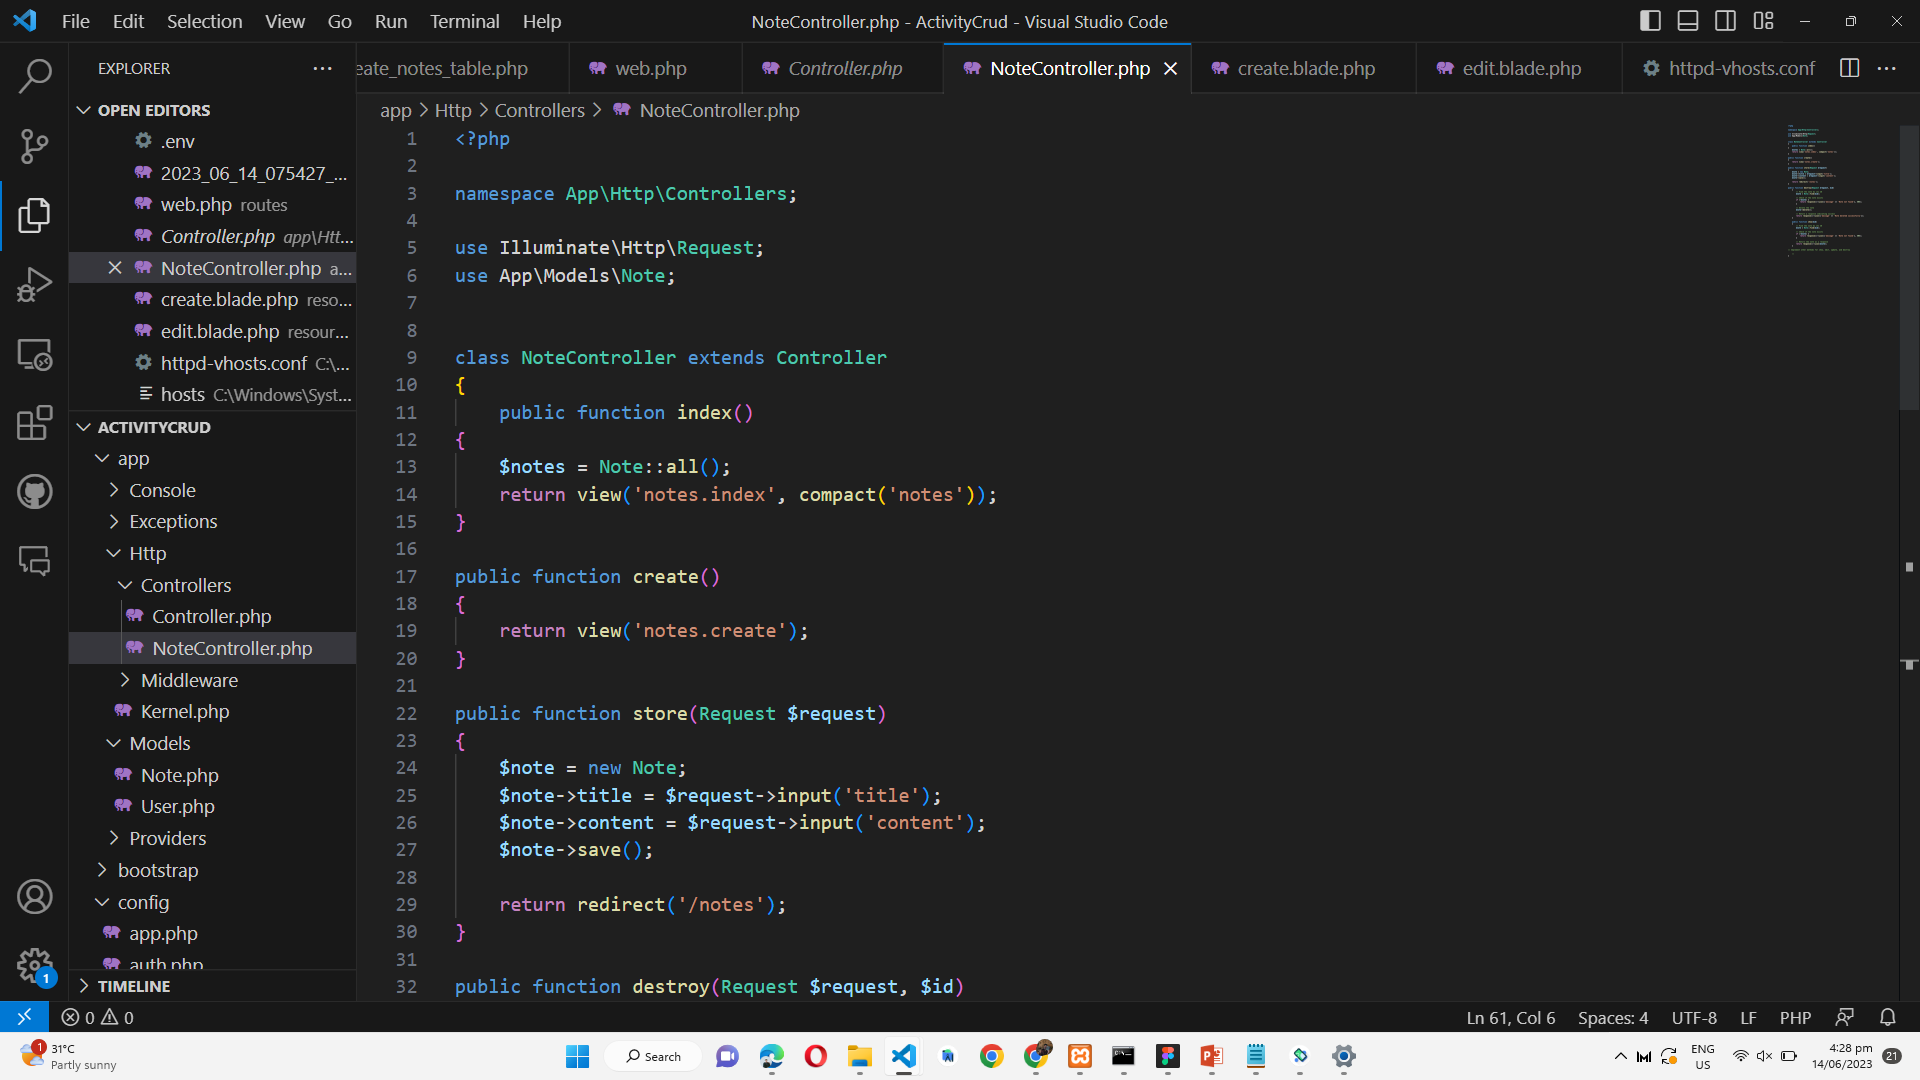 File Edit Selection View Go Run Terminal Help
NoteController.php - ActivityCrud - Visual Studio Code
EXPLORER
eate_notes_table.php
web.php
Controller.php
NoteController.php
create.blade.php
edit.blade.php
httpd-vhosts.conf
app > Http > Controllers > NoteController.php
OPEN EDITORS
.env
2023_06_14_075427_...
web.php routes
Controller.php app\Htt...
NoteController.php a...
create.blade.php reso...
edit.blade.php resour...
httpd-vhosts.conf C:\...
hosts C:\Windows\Syst...
ACTIVITYCRUD
app
Console
Exceptions
Http
Controllers
Controller.php
NoteController.php
Middleware
Kernel.php
Models
Note.php
User.php
Providers
bootstrap
config
app.php
auth.php
TIMELINE
1 <?php
2
3 namespace App\Http\Controllers;
4
5 use Illuminate\Http\Request;
6 use App\Models\Note;
7
8
9 class NoteController extends Controller
10 {
11 public function index()
12 {
13 $notes = Note::all();
14 return view('notes.index', compact('notes'));
15 }
16
17 public function create()
18 {
19 return view('notes.create');
20 }
21
22 public function store(Request $request)
23 {
24 $note = new Note;
25 $note->title = $request->input('title');
26 $note->content = $request->input('content');
27 $note->save();
28
29 return redirect('/notes');
30 }
31
32 public function destroy(Request $request, $id)
1
0 0
Ln 61, Col 6 Spaces: 4 UTF-8 LF PHP
1
31°C
Partly sunny
Search
ENG
US
4:28 pm
14/06/2023
21